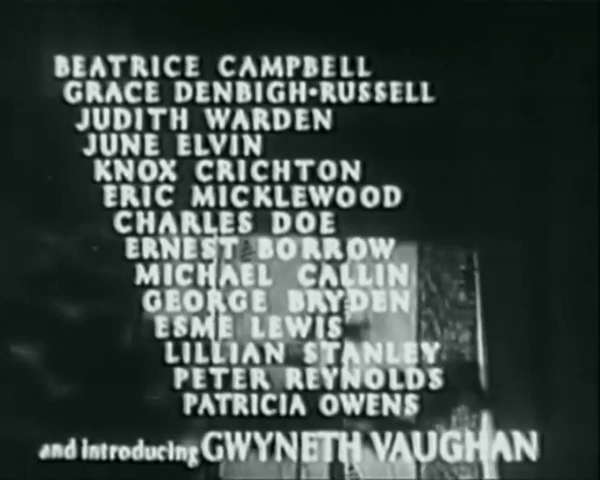 BEATRICE CAMPBELL
GRACE DENBIGH-RUSSELL
JUDITH WARDEN
JUNE ELVIN
KNOX CRICHTON
ERIC MICKLEWOOD
CHARLES DOE
ERNEST BORROW
MICHAEL CALLIN
GEORGE BRYDEN
ESME LEWIS
LILLIAN STANLEY
PETER REYNOLDS
PATRICIA OWENS
and introducing GWYNETH VAUGHAN